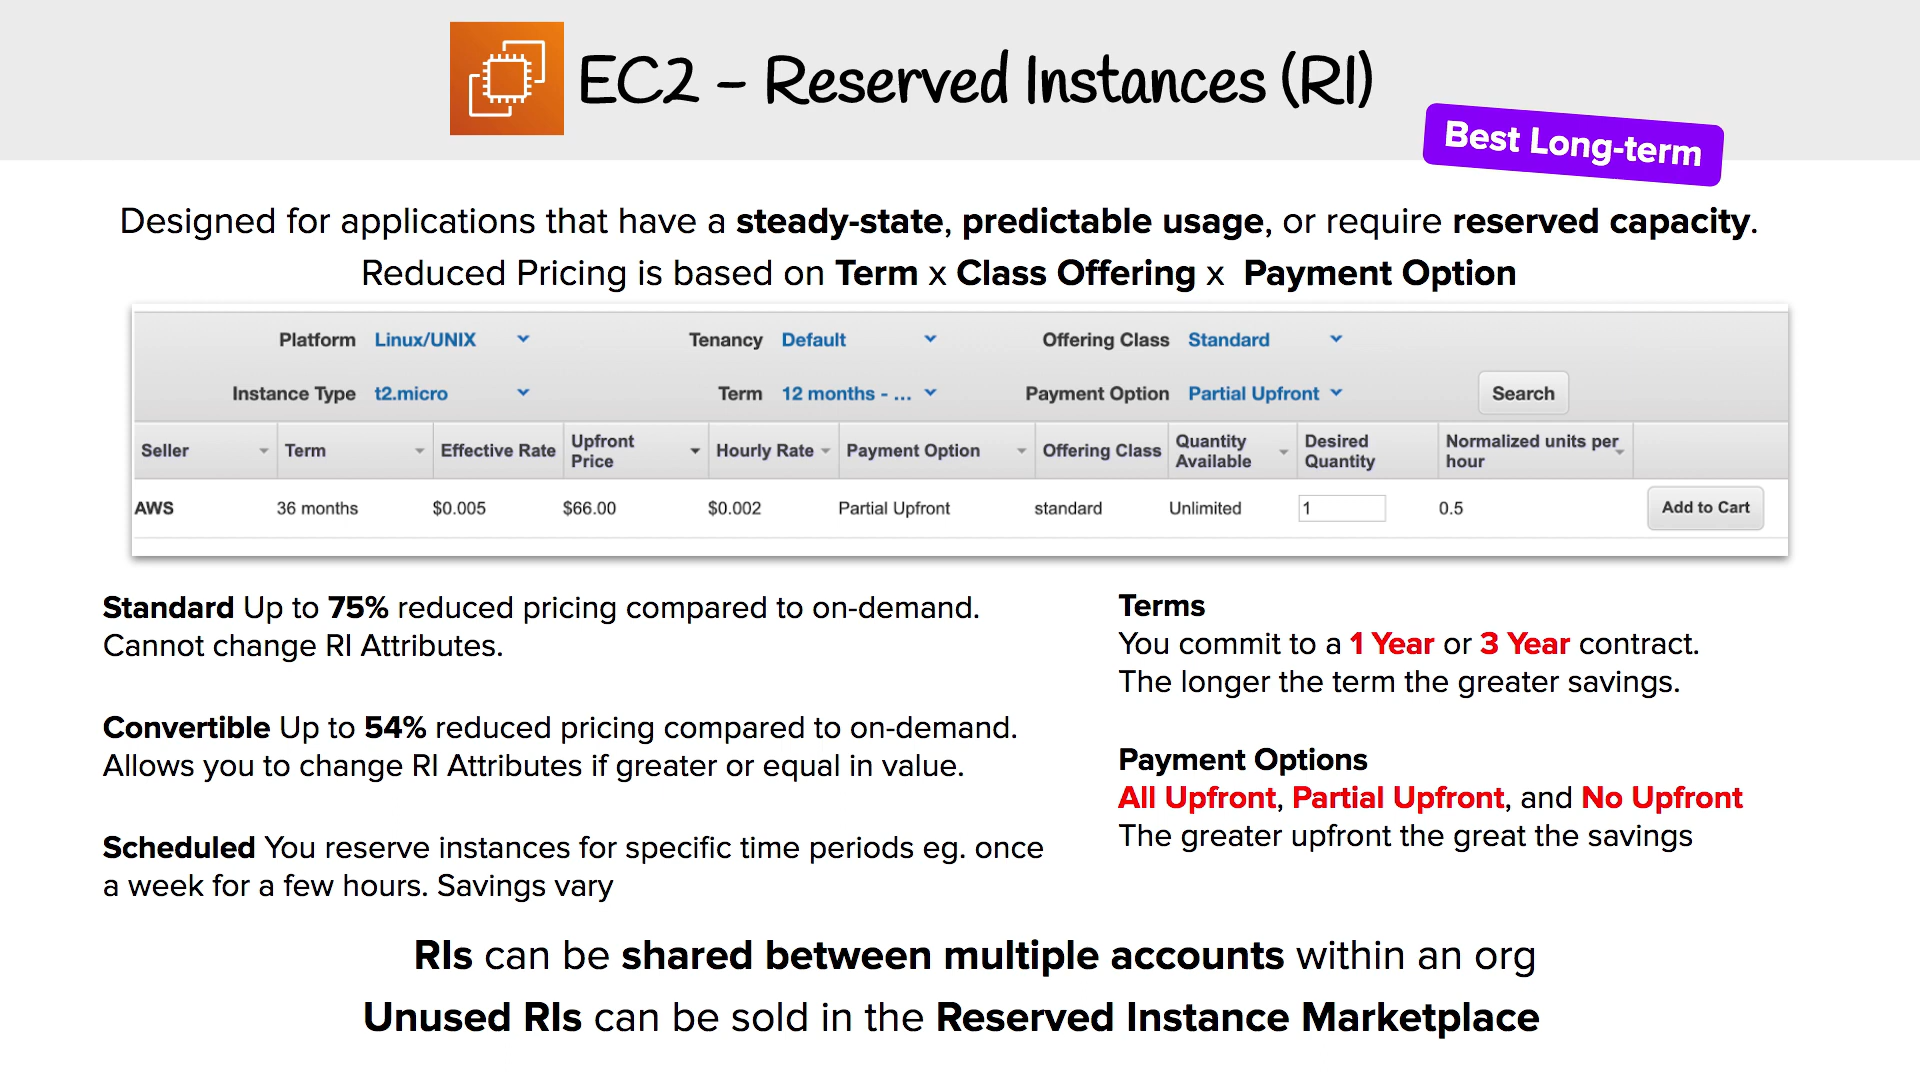 EC2 – Reserved Instances (RI)
Best Long-term
Designed for applications that have a steady-state, predictable usage, or require reserved capacity.
Reduced Pricing is based on Term x Class Offering x Payment Option
Platform Linux/UNIX Tenancy Default Offering Class Standard
Instance Type t2.micro Term 12 months - ... Payment Option Partial Upfront Search
Seller Term Effective Rate Upfront Price Hourly Rate Payment Option Offering Class Quantity Available Desired Quantity Normalized units per hour
AWS 36 months $0.005 $66.00 $0.002 Partial Upfront standard Unlimited 1 0.5 Add to Cart
Standard Up to 75% reduced pricing compared to on-demand.
Cannot change RI Attributes.
Convertible Up to 54% reduced pricing compared to on-demand.
Allows you to change RI Attributes if greater or equal in value.
Scheduled You reserve instances for specific time periods eg. once
a week for a few hours. Savings vary
Terms
You commit to a 1 Year or 3 Year contract.
The longer the term the greater savings.
Payment Options
All Upfront, Partial Upfront, and No Upfront
The greater upfront the great the savings
RIs can be shared between multiple accounts within an org
Unused RIs can be sold in the Reserved Instance Marketplace